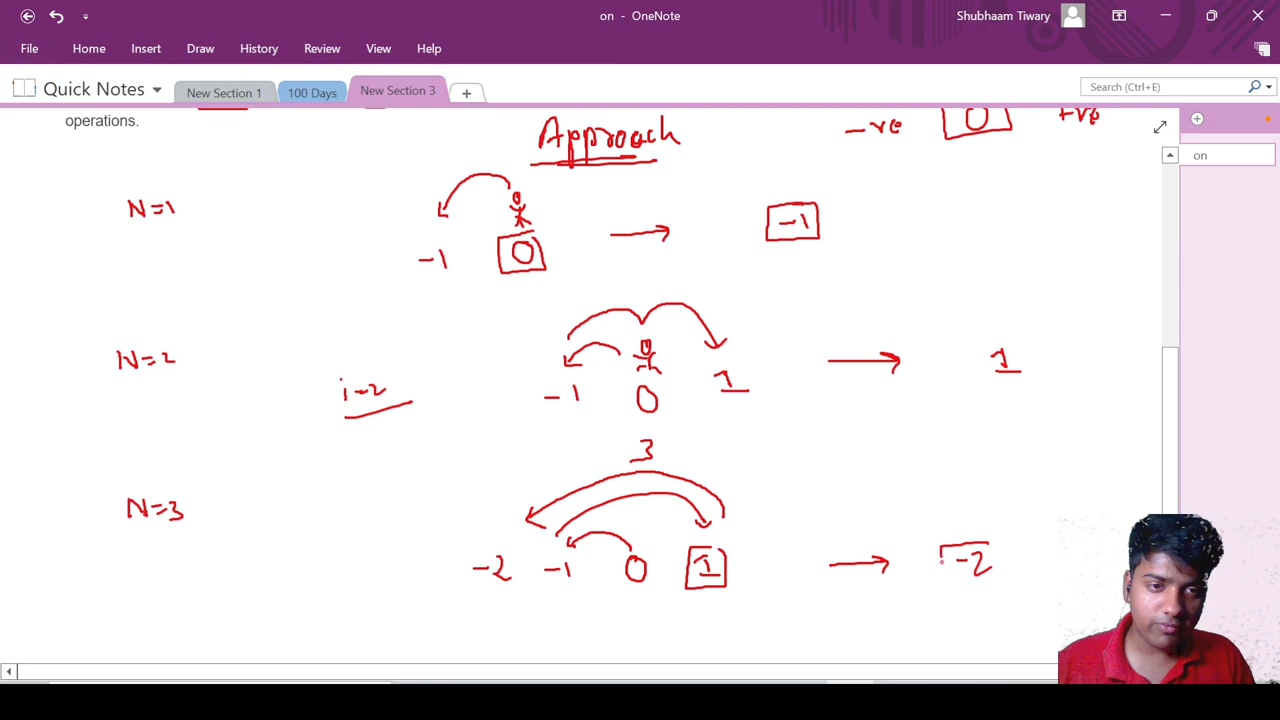 on - OneNote
Shubhaam Tiwary
File Home Insert Draw History Review View Help
Quick Notes
New Section 1
100 Days
New Section 3
Search (Ctrl+E)
on
operations.
Approach
-ve 0 +ve
N=1
-1 0 -1
N=2
i-2
-1 0 1 1
3
N=3
-2 -1 0 1 -2